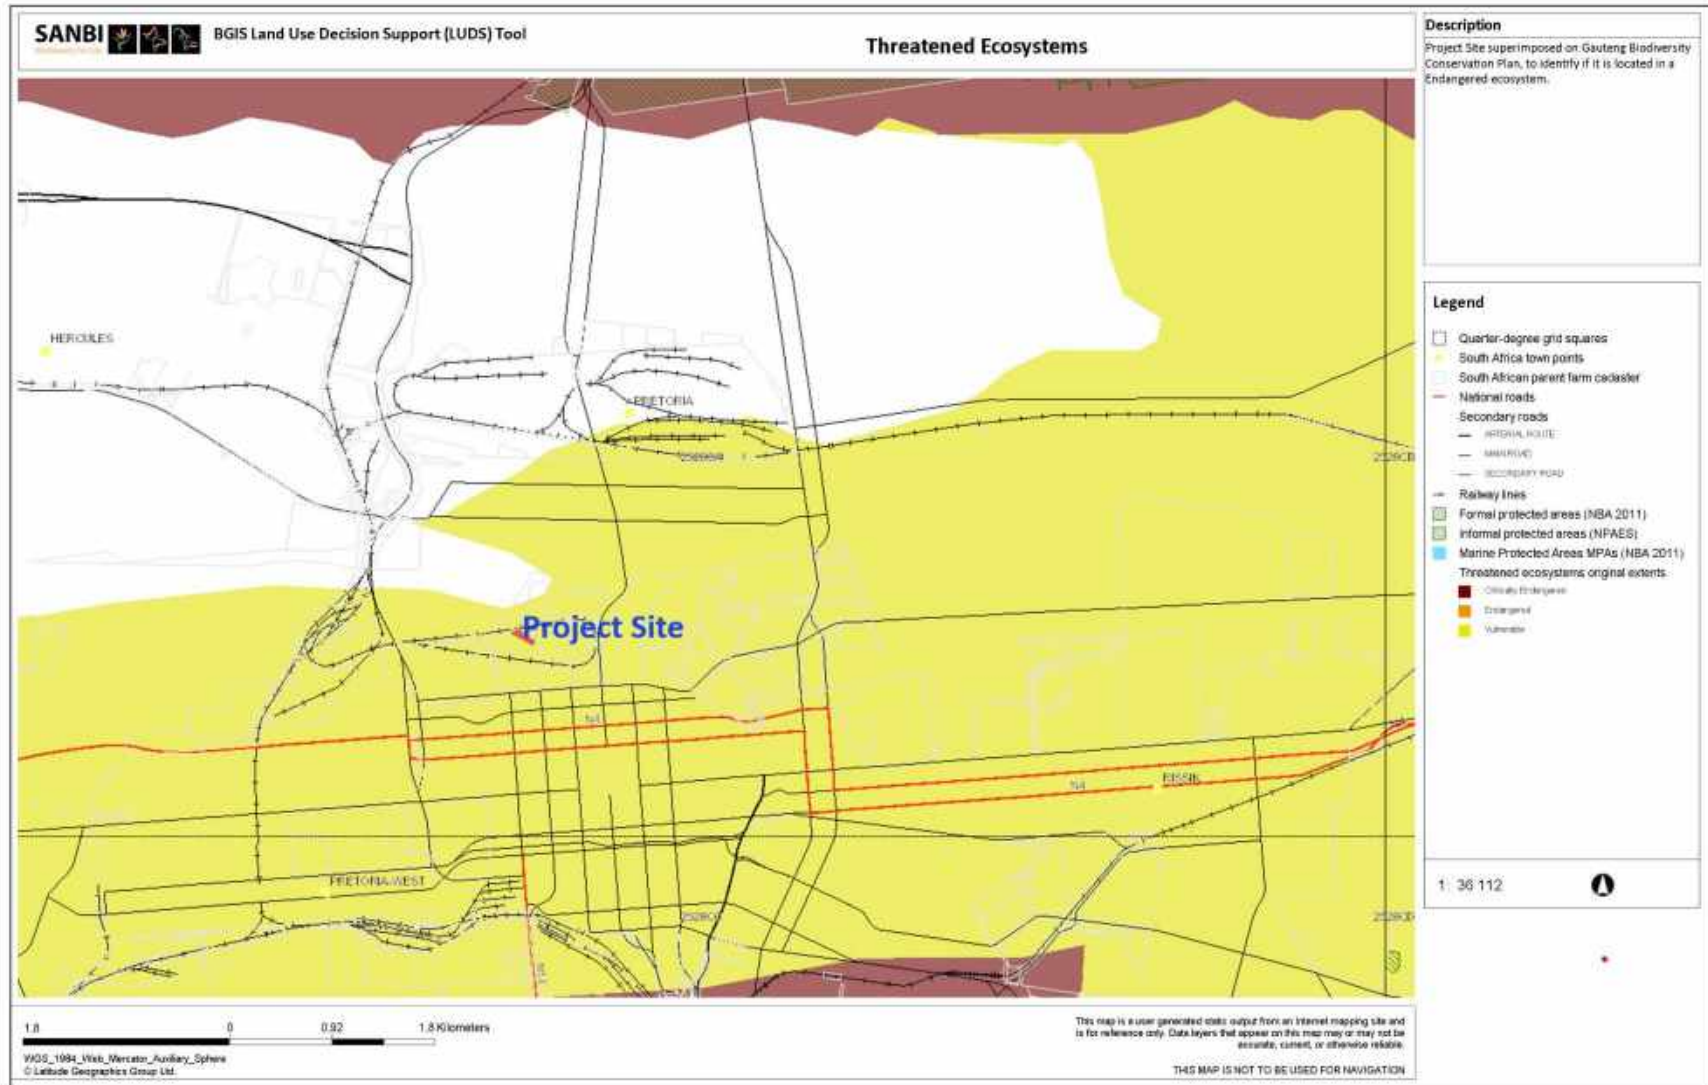 SANBI
BGIS Land Use Decision Support (LUDS) Tool
Threatened Ecosystems
Description
Project Site superimposed on Gauteng Biodiversity
Conservation Plan, to identify if it is located in a
Endangered ecosystem.
HERCULES
PRETORIA
Project Site
N4
RISSIK
N4
PRETORIA-WEST
Legend
Quarter-degree grid squares
South Africa town points
South African parent farm cadaster
National roads
Secondary roads
ARTERIAL ROUTE
MAIN ROAD
SECONDARY ROAD
Railway lines
Formal protected areas (NBA 2011)
Informal protected areas (NPAES)
Marine Protected Areas MPAs (NBA 2011)
Threatened ecosystems original extents
Critically Endangered
Endangered
Vulnerable
1: 36 112
1.8 0 0.92 1.8 Kilometers
WGS_1984_Web_Mercator_Auxiliary_Sphere
© Latitude Geographics Group Ltd.
This map is a user generated static output from an Internet mapping site and
is for reference only. Data layers that appear on this map may or may not be
accurate, current, or otherwise reliable.
THIS MAP IS NOT TO BE USED FOR NAVIGATION